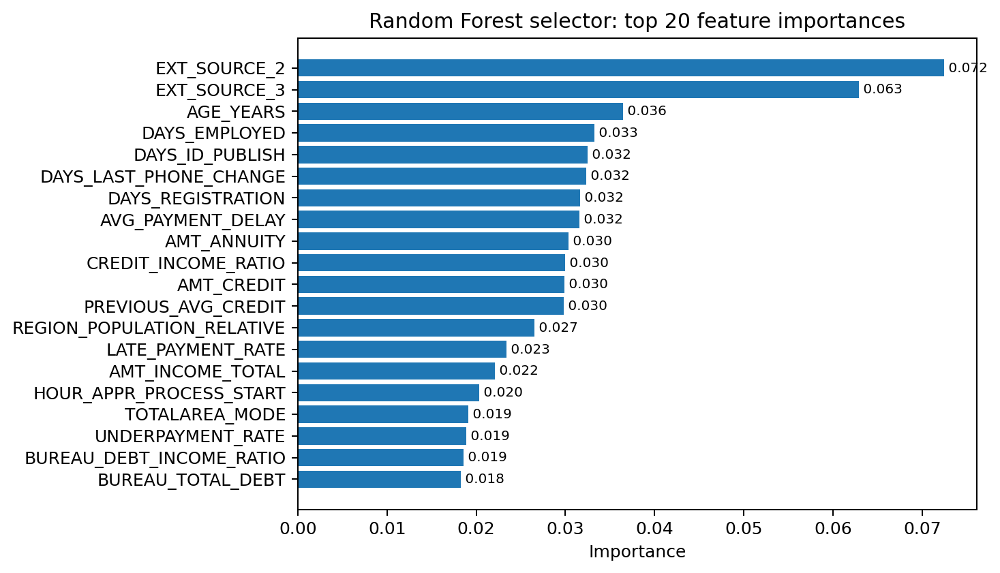 Random Forest selector: top 20 feature importances
EXT_SOURCE_2 0.072
EXT_SOURCE_3 0.063
AGE_YEARS 0.036
DAYS_EMPLOYED 0.033
DAYS_ID_PUBLISH 0.032
DAYS_LAST_PHONE_CHANGE 0.032
DAYS_REGISTRATION 0.032
AVG_PAYMENT_DELAY 0.032
AMT_ANNUITY 0.030
CREDIT_INCOME_RATIO 0.030
AMT_CREDIT 0.030
PREVIOUS_AVG_CREDIT 0.030
REGION_POPULATION_RELATIVE 0.027
LATE_PAYMENT_RATE 0.023
AMT_INCOME_TOTAL 0.022
HOUR_APPR_PROCESS_START 0.020
TOTALAREA_MODE 0.019
UNDERPAYMENT_RATE 0.019
BUREAU_DEBT_INCOME_RATIO 0.019
BUREAU_TOTAL_DEBT 0.018
0.00 0.01 0.02 0.03 0.04 0.05 0.06 0.07
Importance